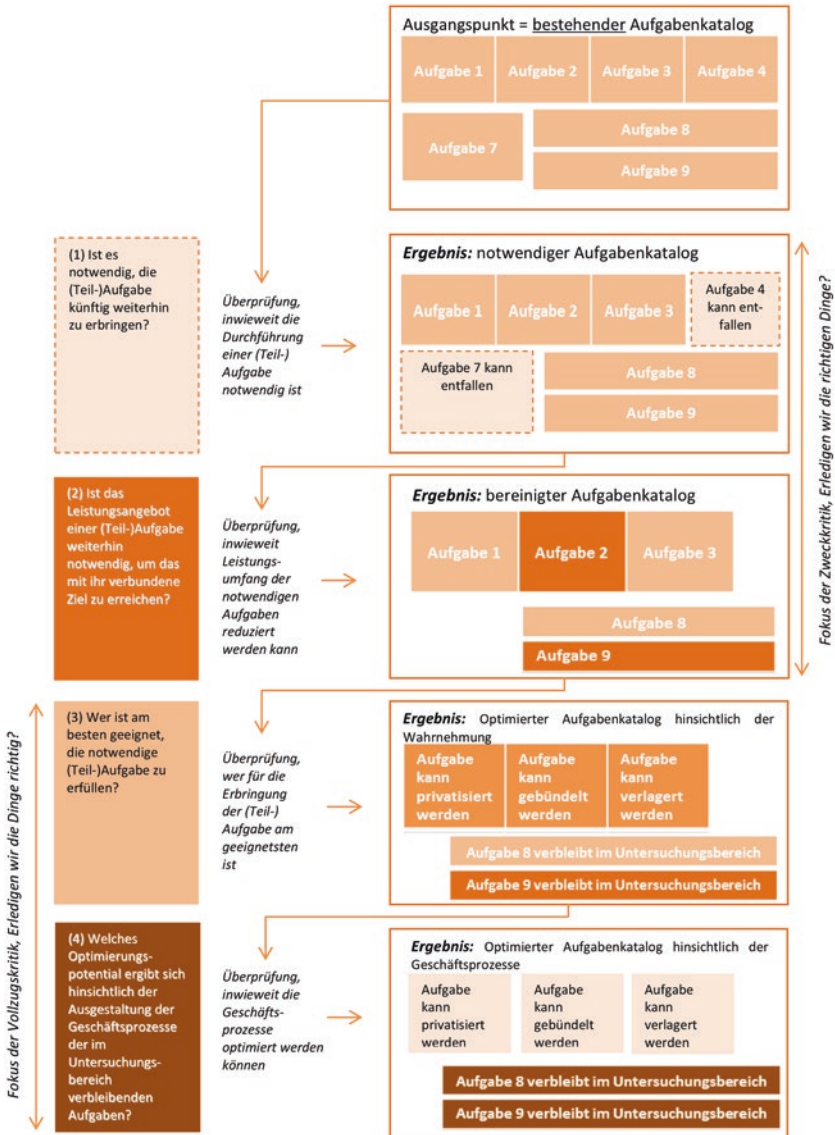 Ausgangspunkt = bestehender Aufgabenkatalog
Aufgabe 1
Aufgabe 2
Aufgabe 3
Aufgabe 4
Aufgabe 7
Aufgabe 8
Aufgabe 9
(1) Ist es
notwendig, die
(Teil-)Aufgabe
künftig weiterhin
zu erbringen?
Überprüfung,
inwieweit die
Durchführung
einer (Teil-)
Aufgabe
notwendig ist
Ergebnis: notwendiger Aufgabenkatalog
Aufgabe 1
Aufgabe 2
Aufgabe 3
Aufgabe 4
kann ent-
fallen
Aufgabe 7 kann
entfallen
Aufgabe 8
Aufgabe 9
Fokus der Zweckkritik, Erledigen wir die richtigen Dinge?
(2) Ist das
Leistungsangebot
einer (Teil-)Aufgabe
weiterhin
notwendig, um das
mit ihr verbundene
Ziel zu erreichen?
Überprüfung,
inwieweit
Leistungs-
umfang der
notwendigen
Aufgaben
reduziert
werden kann
Ergebnis: bereinigter Aufgabenkatalog
Aufgabe 1
Aufgabe 2
Aufgabe 3
Aufgabe 8
Aufgabe 9
Fokus der Vollzugskritik, Erledigen wir die Dinge richtig?
(3) Wer ist am
besten geeignet,
die notwendige
(Teil-)Aufgabe zu
erfüllen?
Überprüfung,
wer für die
Erbringung
der (Teil-)
Aufgabe am
geeignetsten
ist
Ergebnis: Optimierter Aufgabenkatalog hinsichtlich der
Wahrnehmung
Aufgabe
kann
privatisiert
werden
Aufgabe
kann
gebündelt
werden
Aufgabe
kann
verlagert
werden
Aufgabe 8 verbleibt im Untersuchungsbereich
Aufgabe 9 verbleibt im Untersuchungsbereich
(4) Welches
Optimierungs-
potential ergibt sich
hinsichtlich der
Ausgestaltung der
Geschäftsprozesse
der im
Untersuchungs-
bereich
verbleibenden
Aufgaben?
Überprüfung,
inwieweit die
Geschäfts-
prozesse
optimiert werden
können
Ergebnis: Optimierter Aufgabenkatalog hinsichtlich der
Geschäftsprozesse
Aufgabe
kann
privatisiert
werden
Aufgabe
kann
gebündelt
werden
Aufgabe
kann
verlagert
werden
Aufgabe 8 verbleibt im Untersuchungsbereich
Aufgabe 9 verbleibt im Untersuchungsbereich